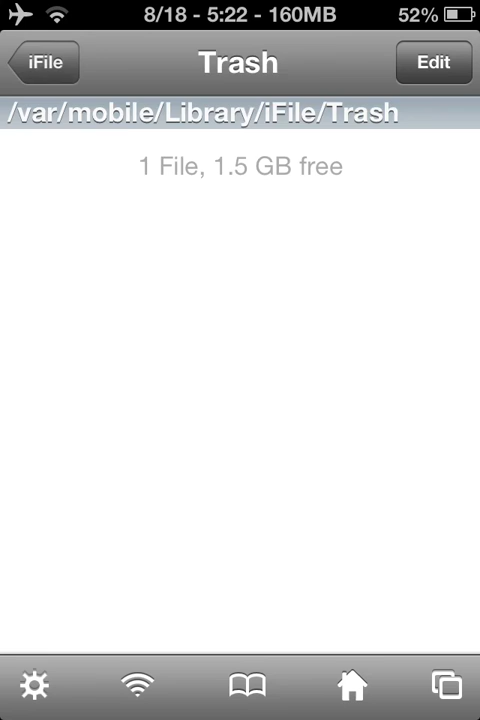 8/18 - 5:22 - 160MB 52%
iFile Trash Edit
/var/mobile/Library/iFile/Trash
1 File, 1.5 GB free